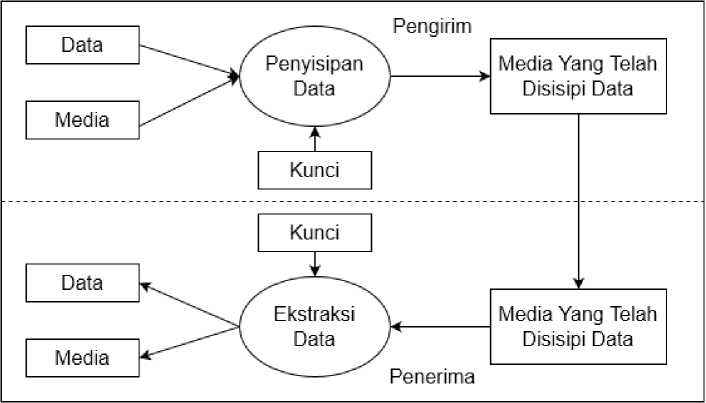 Pengirim
Data
Penyisipan
Data
Media Yang Telah
Disisipi Data
Media
Kunci
Kunci
Data
Ekstraksi
Data
Media Yang Telah
Disisipi Data
Media
Penerima